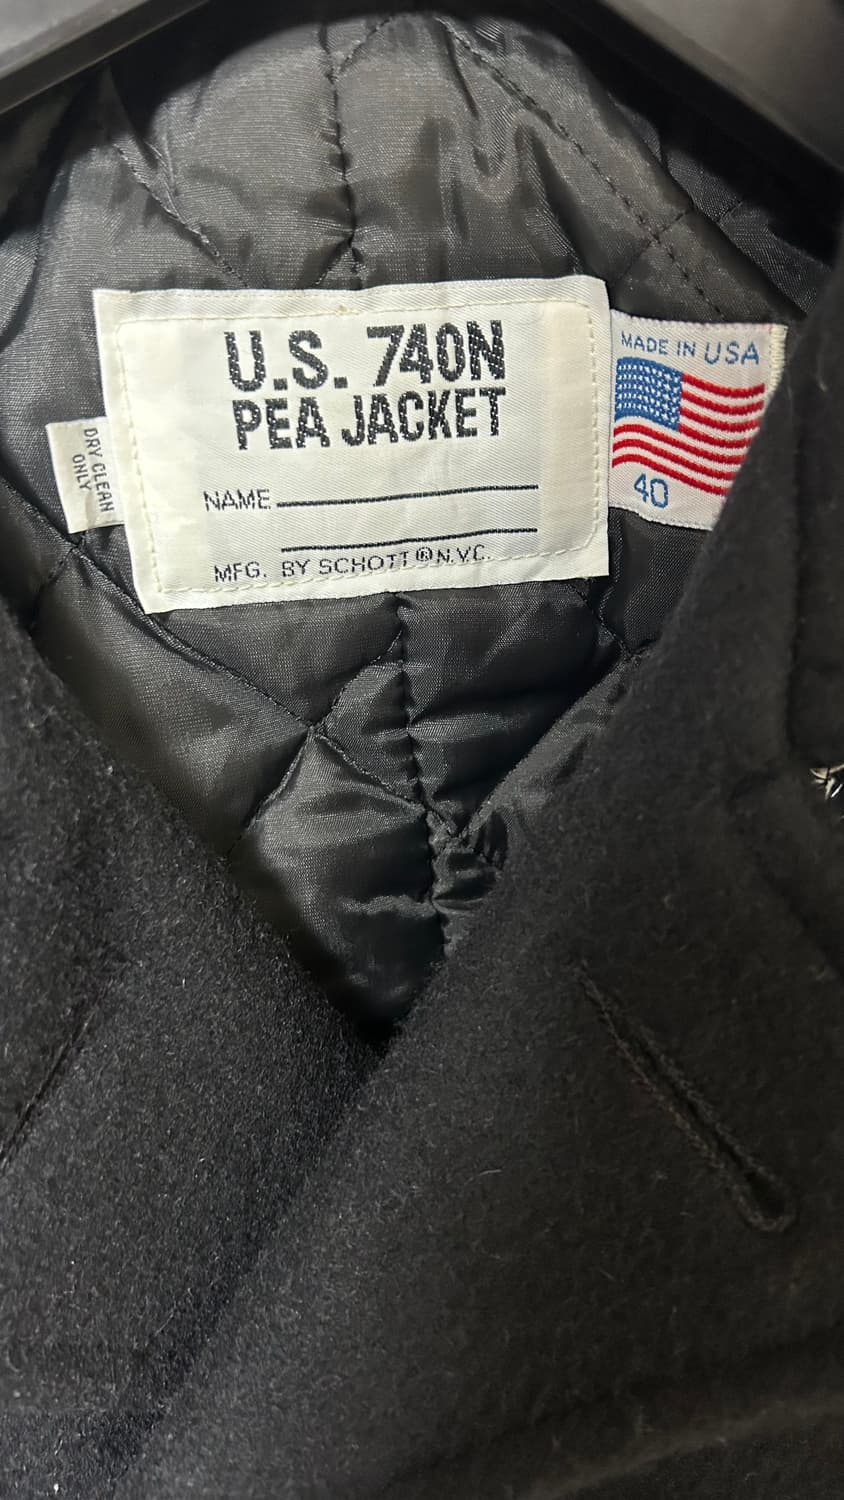 U.S. 740N
PEA JACKET
NAME
MFG. BY SCHOTT ® N.Y.C.
MADE IN USA
40
DRY CLEAN
ONLY